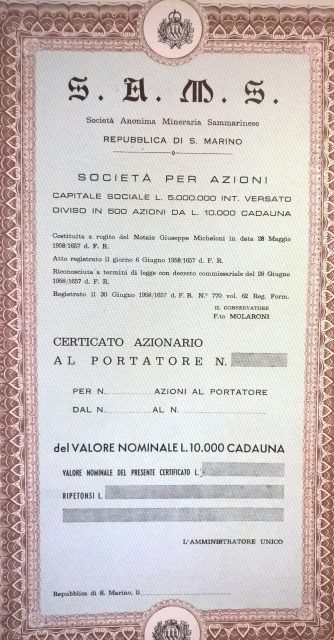 S. A. M. S.
Società Anonima Mineraria Sammarinese
REPUBBLICA DI S. MARINO
SOCIETÀ PER AZIONI
CAPITALE SOCIALE L. 5.000.000 INT. VERSATO
DIVISO IN 500 AZIONI DA L. 10.000 CADAUNA
Costituita a rogito del Notaio Giuseppe Micheloni in data 28 Maggio
1958/1657 d. F. R.
Atto registrato il giorno 6 Giugno 1958/1657 d. F. R.
Riconosciuta a termini di legge con decreto commissariale del 28 Giugno
1958/1657 d. F. R.
Registrato il 30 Giugno 1958/1657 d. F. R. N.° 770 vol. 62 Reg. Form.
IL CONSERVATORE
F.to MOLARONI
CERTICATO AZIONARIO
AL PORTATORE N.
PER N. AZIONI AL PORTATORE
DAL N. AL N.
del VALORE NOMINALE L. 10.000 CADAUNA
VALORE NOMINALE DEL PRESENTE CERTIFICATO L.
RIPETONSI L.
L'AMMINISTRATORE UNICO
Repubblica di S. Marino, lì